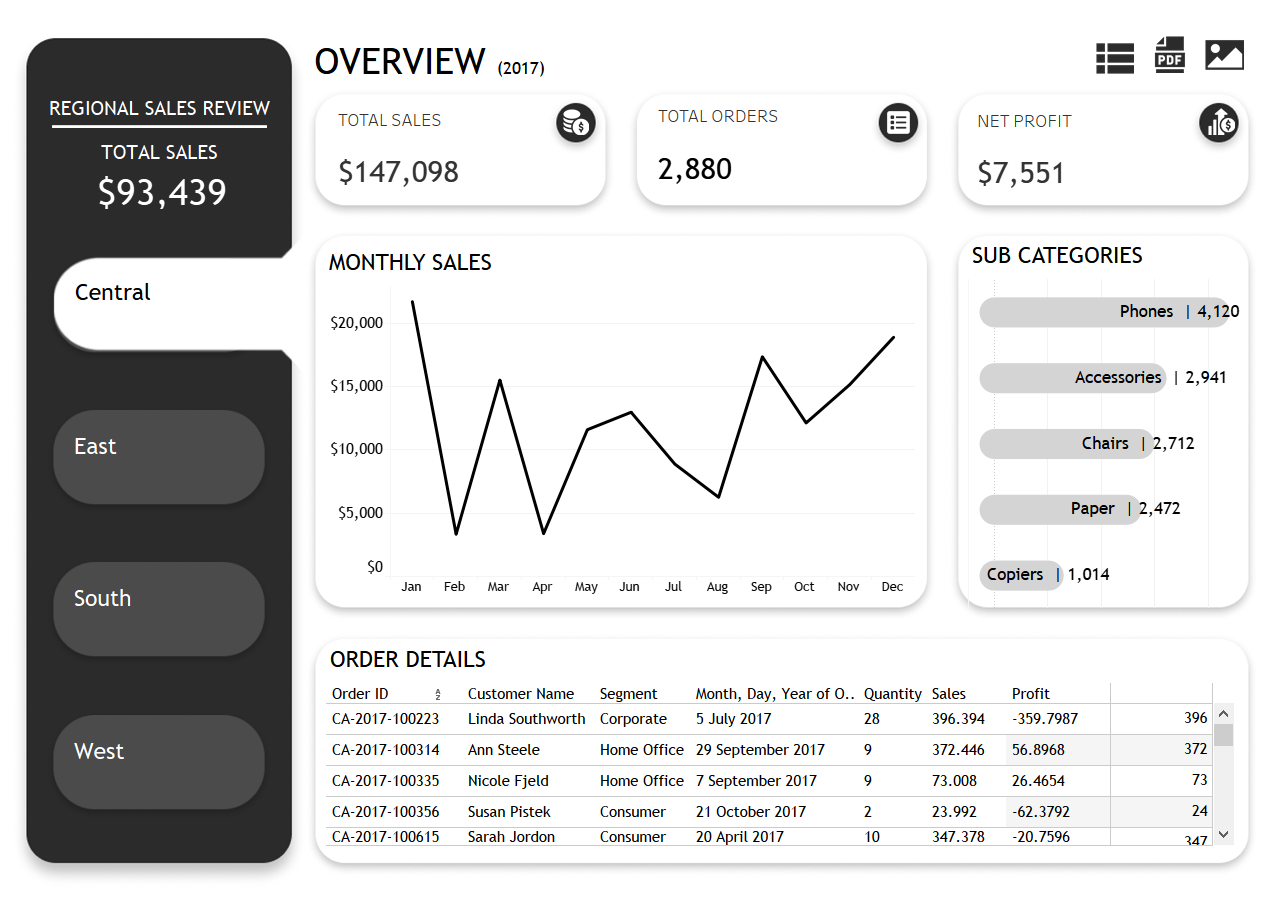 REGIONAL SALES REVIEW
TOTAL SALES
$93,439
Central
East
South
West
OVERVIEW (2017)
PDF
TOTAL SALES
$147,098
TOTAL ORDERS
2,880
NET PROFIT
$7,551
MONTHLY SALES
$20,000
$15,000
$10,000
$5,000
$0
Jan Feb Mar Apr May Jun Jul Aug Sep Oct Nov Dec
SUB CATEGORIES
Phones | 4,120
Accessories | 2,941
Chairs | 2,712
Paper | 2,472
Copiers | 1,014
ORDER DETAILS
Order ID Customer Name Segment Month, Day, Year of O.. Quantity Sales Profit
CA-2017-100223 Linda Southworth Corporate 5 July 2017 28 396.394 -359.7987 396
CA-2017-100314 Ann Steele Home Office 29 September 2017 9 372.446 56.8968 372
CA-2017-100335 Nicole Fjeld Home Office 7 September 2017 9 73.008 26.4654 73
CA-2017-100356 Susan Pistek Consumer 21 October 2017 2 23.992 -62.3792 24
CA-2017-100615 Sarah Jordon Consumer 20 April 2017 10 347.378 -20.7596 347